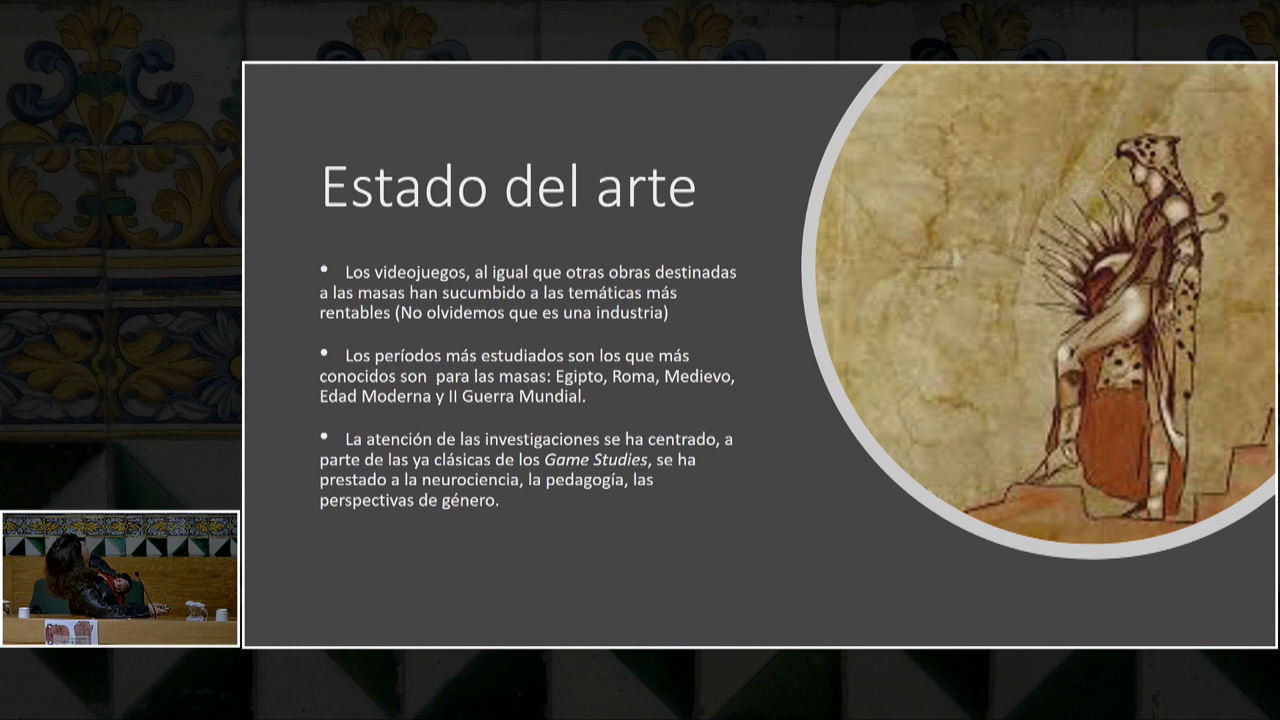 Estado del arte
• Los videojuegos, al igual que otras obras destinadas
a las masas han sucumbido a las temáticas más
rentables (No olvidemos que es una industria)
• Los períodos más estudiados son los que más
conocidos son  para las masas: Egipto, Roma, Medievo,
Edad Moderna y II Guerra Mundial.
• La atención de las investigaciones se ha centrado, a
parte de las ya clásicas de los Game Studies, se ha
prestado a la neurociencia, la pedagogía, las
perspectivas de género.